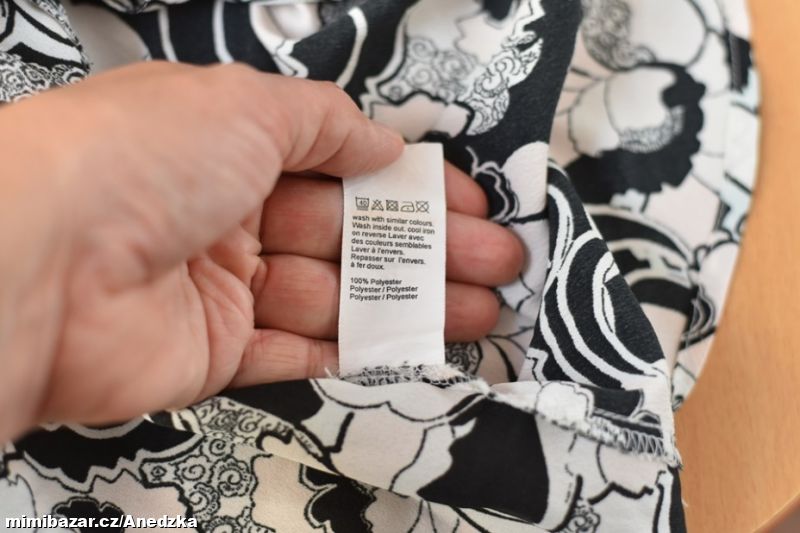 40
wash with similar colours.
Wash inside out. cool iron
on reverse Laver avec
des couleurs semblables
Laver à l'envers.
Repasser sur l'envers.
à fer doux.
100% Polyester
Polyester / Polyester
Polyester / Polyester
mimibazar.cz/Anedzka